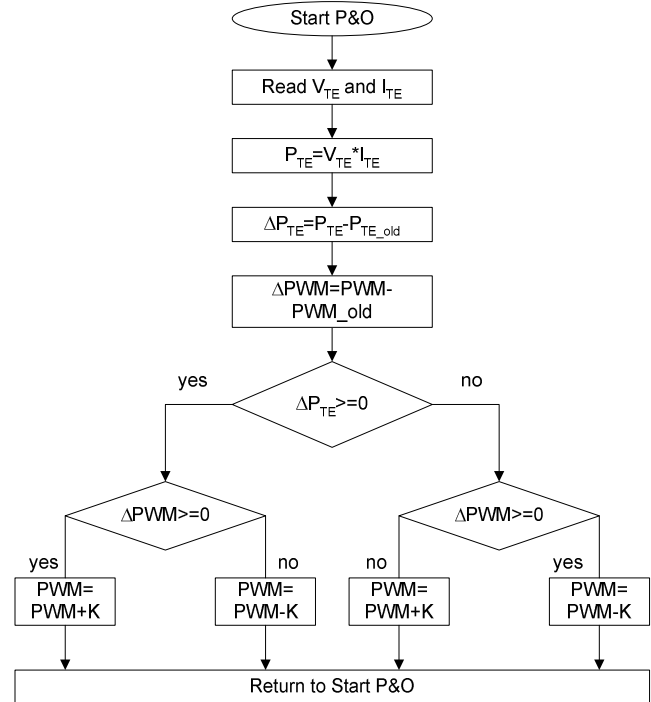 Start P&O
Read V_TE and I_TE
P_TE=V_TE*I_TE
ΔP_TE=P_TE-P_TE_old
ΔPWM=PWM-
PWM_old
yes
no
ΔP_TE>=0
ΔPWM>=0
ΔPWM>=0
yes
no
no
yes
PWM=
PWM+K
PWM=
PWM-K
PWM=
PWM+K
PWM=
PWM-K
Return to Start P&O